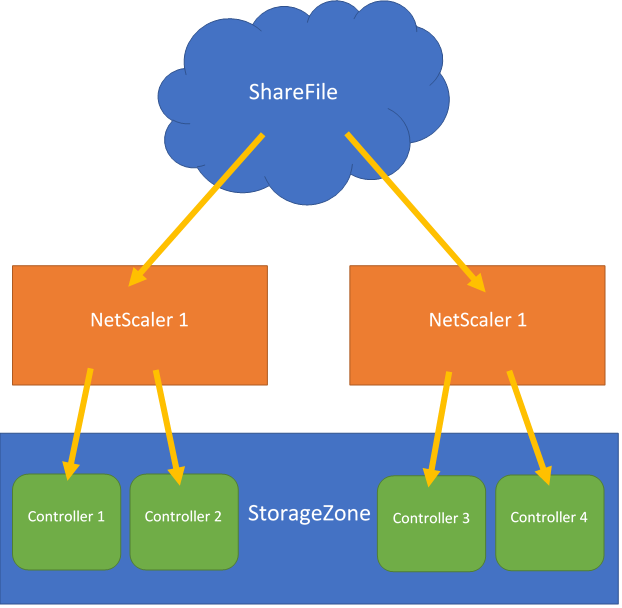 ShareFile
NetScaler 1
NetScaler 1
Controller 1
Controller 2
StorageZone
Controller 3
Controller 4